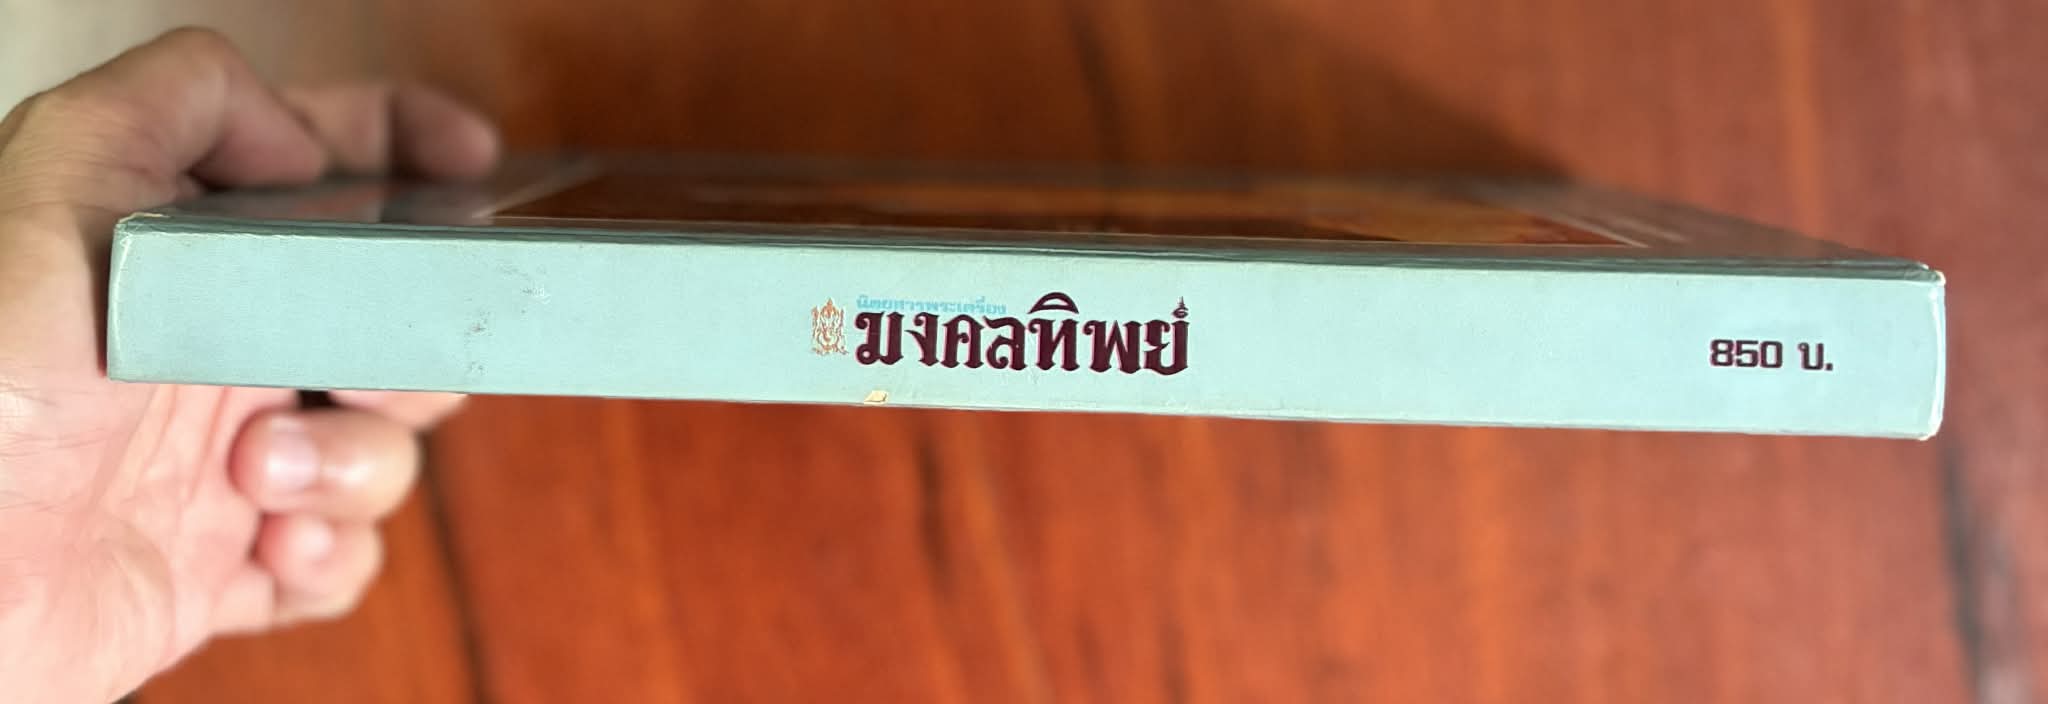 นิตยสารพระเครื่อง
มงคลทิพย์
850 บ.